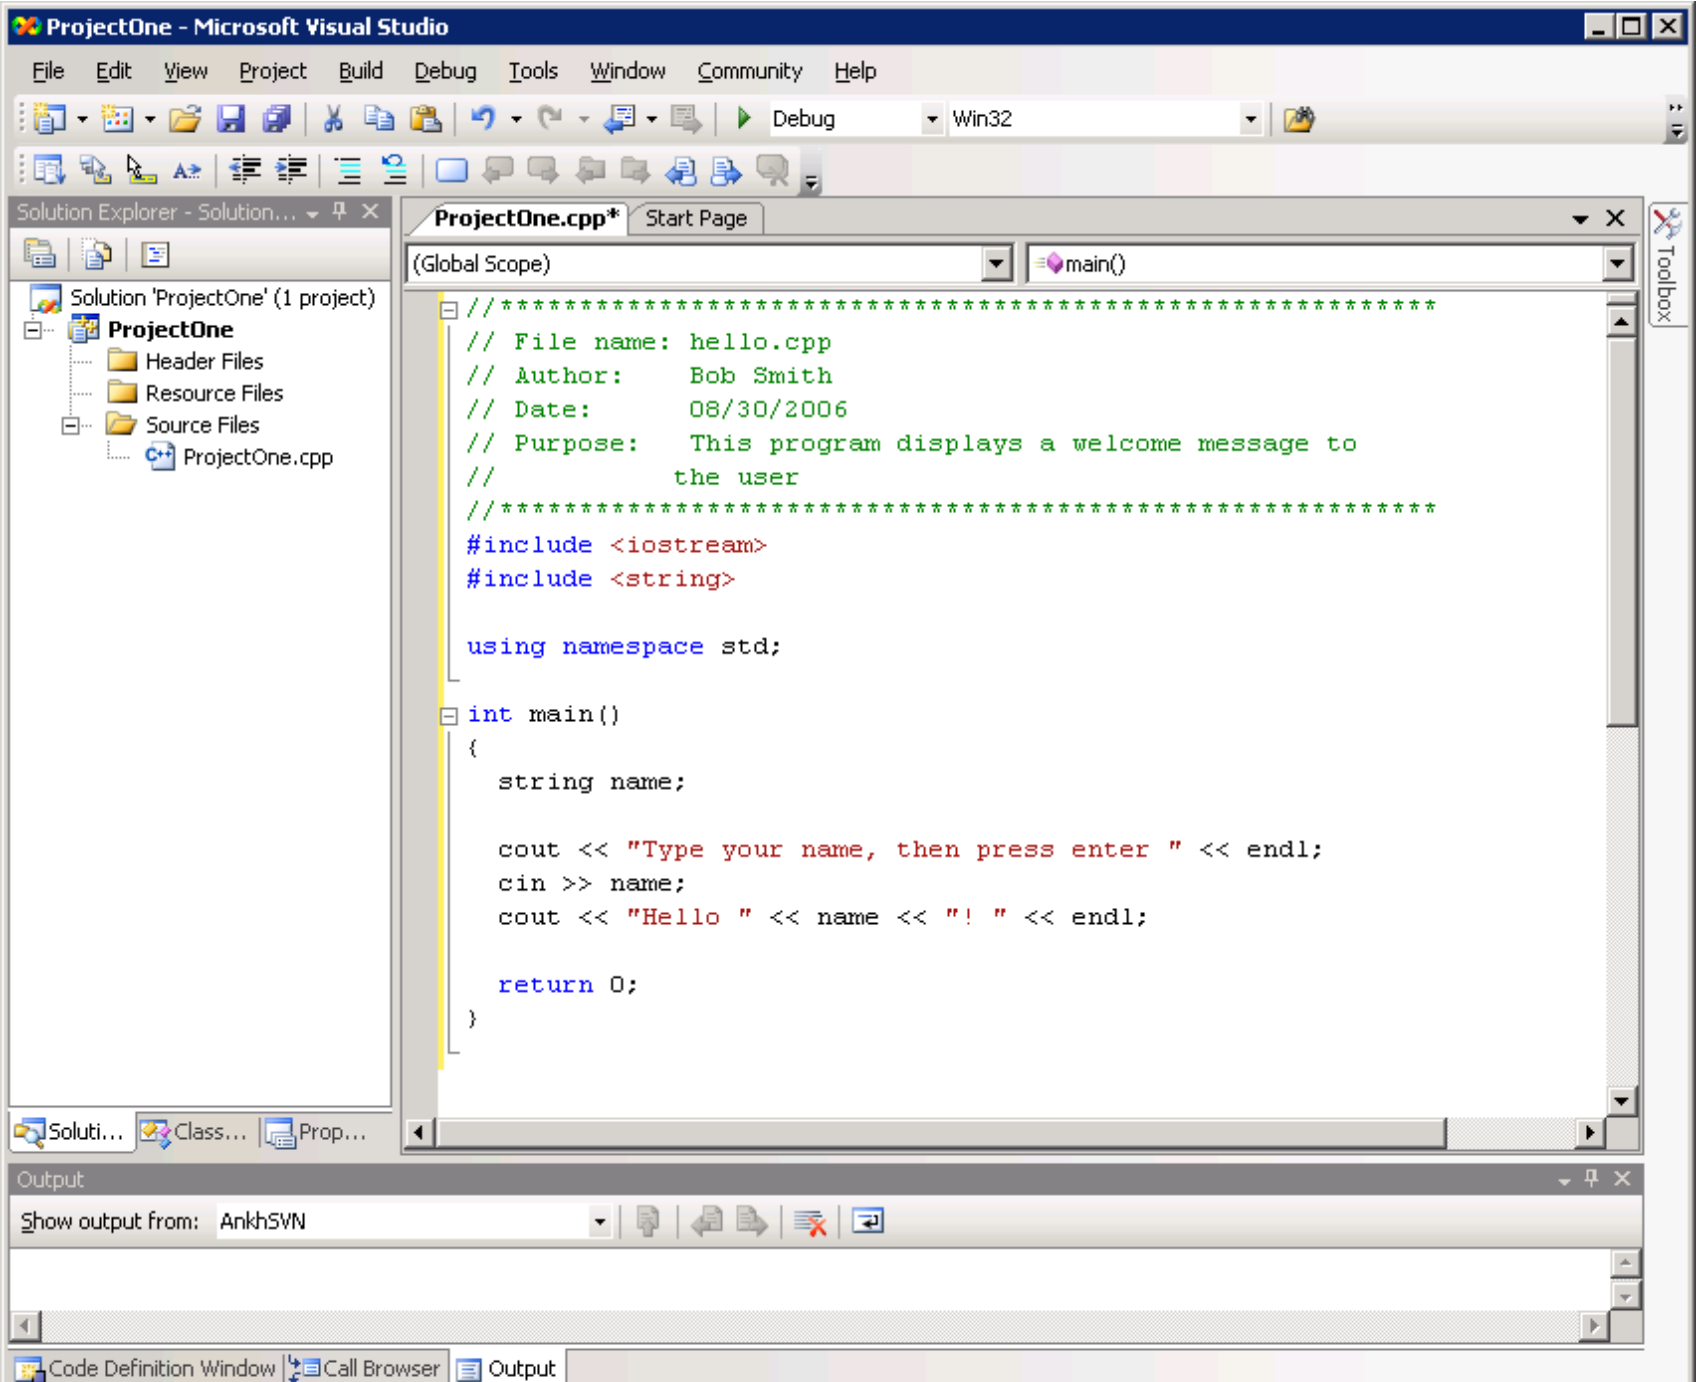 ProjectOne - Microsoft Visual Studio
File Edit View Project Build Debug Tools Window Community Help
Debug Win32
Solution Explorer - Solution...
ProjectOne.cpp* Start Page
(Global Scope) main()
Toolbox
Solution 'ProjectOne' (1 project)
ProjectOne
Header Files
Resource Files
Source Files
ProjectOne.cpp
//***********************************************************
// File name: hello.cpp
// Author:    Bob Smith
// Date:      08/30/2006
// Purpose:   This program displays a welcome message to
//           the user
//***********************************************************
#include <iostream>
#include <string>
using namespace std;
int main()
{
string name;
cout << "Type your name, then press enter " << endl;
cin >> name;
cout << "Hello " << name << "! " << endl;
return 0;
}
Soluti... Class... Prop...
Output
Show output from: AnkhSVN
Code Definition Window Call Browser Output